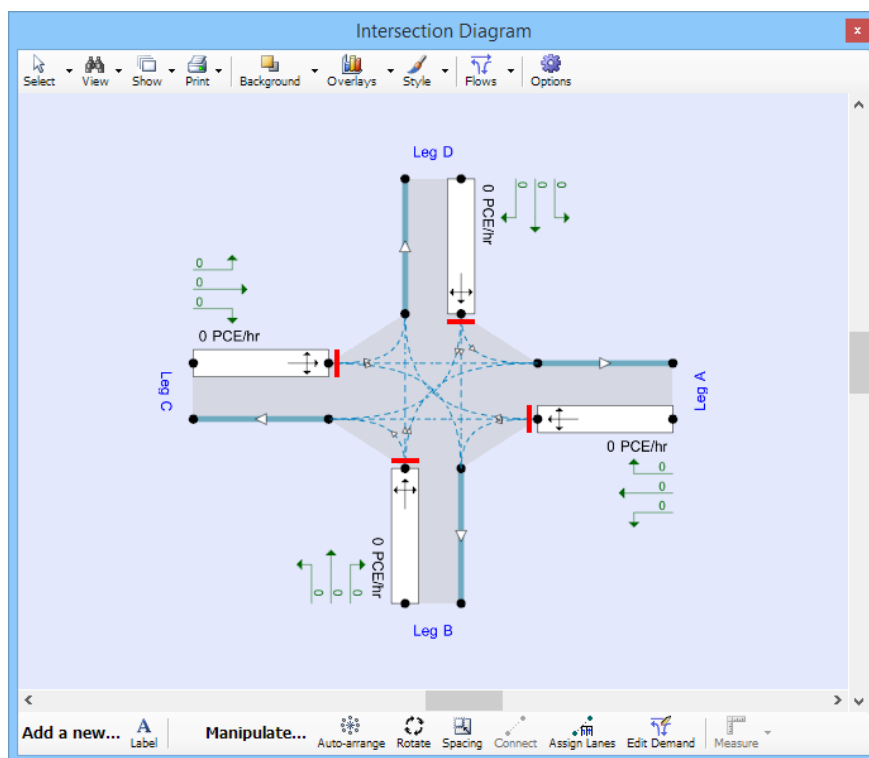 Intersection Diagram
x
Select View Show Print Background Overlays Style Flows Options
Leg D
0 PCE/hr
0 0 0
0
0
0
0 PCE/hr
Leg C
Leg A
0 PCE/hr
0
0
0
0 PCE/hr
0 0 0
Leg B
Add a new... A Label Manipulate... Auto-arrange Rotate Spacing Connect Assign Lanes Edit Demand Measure